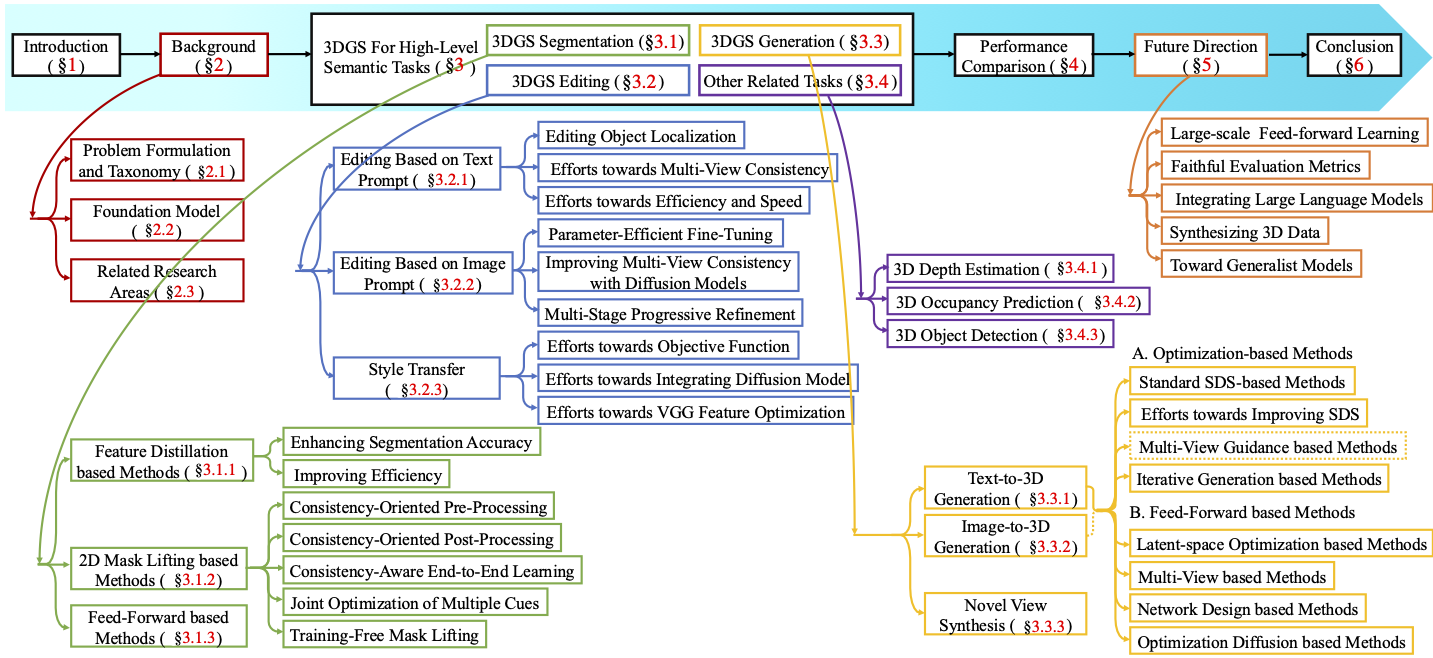 Introduction
( §1)
Background
( §2)
3DGS For High-Level
Semantic Tasks ( §3 )
3DGS Segmentation ( §3.1)
3DGS Editing ( §3.2)
3DGS Generation ( §3.3)
Other Related Tasks ( §3.4)
Performance
Comparison ( §4)
Future Direction
( §5)
Conclusion
( §6)
Problem Formulation
and Taxonomy ( §2.1)
Foundation Model
( §2.2)
Related Research
Areas ( §2.3)
Editing Based on Text
Prompt ( §3.2.1)
Editing Object Localization
Efforts towards Multi-View Consistency
Efforts towards Efficiency and Speed
Editing Based on Image
Prompt ( §3.2.2)
Parameter-Efficient Fine-Tuning
Improving Multi-View Consistency
with Diffusion Models
Multi-Stage Progressive Refinement
Style Transfer
( §3.2.3)
Efforts towards Objective Function
Efforts towards Integrating Diffusion Model
Efforts towards VGG Feature Optimization
3D Depth Estimation ( §3.4.1)
3D Occupancy Prediction ( §3.4.2)
3D Object Detection ( §3.4.3)
Large-scale Feed-forward Learning
Faithful Evaluation Metrics
Integrating Large Language Models
Synthesizing 3D Data
Toward Generalist Models
Feature Distillation
based Methods ( §3.1.1)
Enhancing Segmentation Accuracy
Improving Efficiency
2D Mask Lifting based
Methods ( §3.1.2)
Consistency-Oriented Pre-Processing
Consistency-Oriented Post-Processing
Consistency-Aware End-to-End Learning
Joint Optimization of Multiple Cues
Training-Free Mask Lifting
Feed-Forward based
Methods ( §3.1.3)
Text-to-3D
Generation ( §3.3.1)
Image-to-3D
Generation ( §3.3.2)
Novel View
Synthesis ( §3.3.3)
A. Optimization-based Methods
Standard SDS-based Methods
Efforts towards Improving SDS
Multi-View Guidance based Methods
Iterative Generation based Methods
B. Feed-Forward based Methods
Latent-space Optimization based Methods
Multi-View based Methods
Network Design based Methods
Optimization Diffusion based Methods